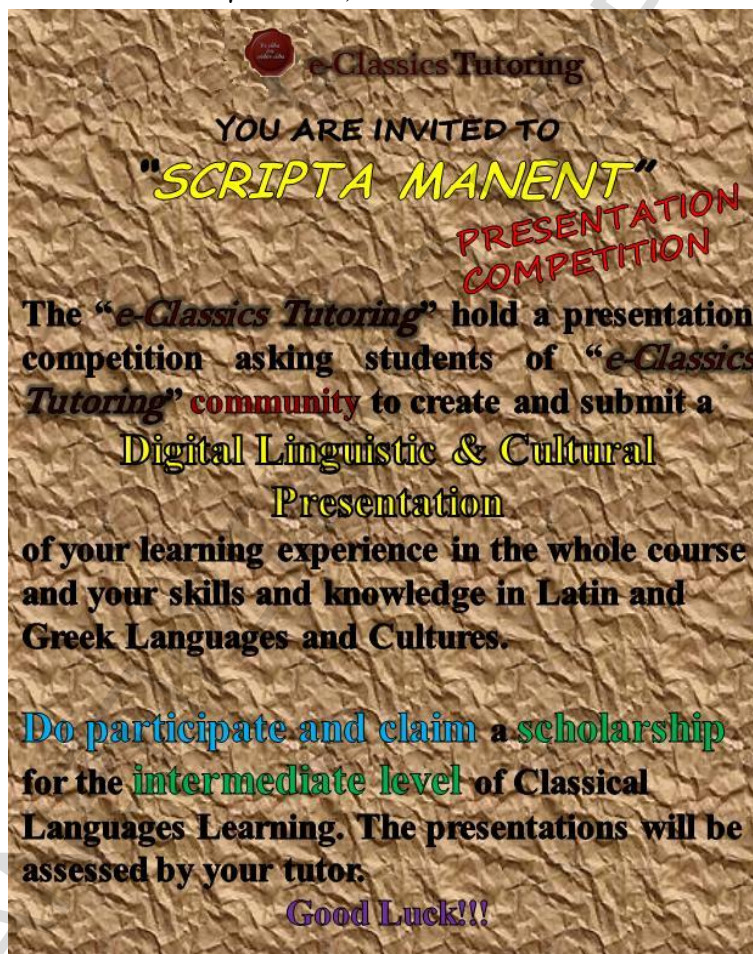 e-Classics Tutoring
YOU ARE INVITED TO
"SCRIPTA MANENT"
PRESENTATION
COMPETITION
The “e-Classics Tutoring” hold a presentation
competition asking students of “e-Classics
Tutoring” community to create and submit a
Digital Linguistic & Cultural
Presentation
of your learning experience in the whole course
and your skills and knowledge in Latin and
Greek Languages and Cultures.
Do participate and claim a scholarship
for the intermediate level of Classical
Languages Learning. The presentations will be
assessed by your tutor.
Good Luck!!!